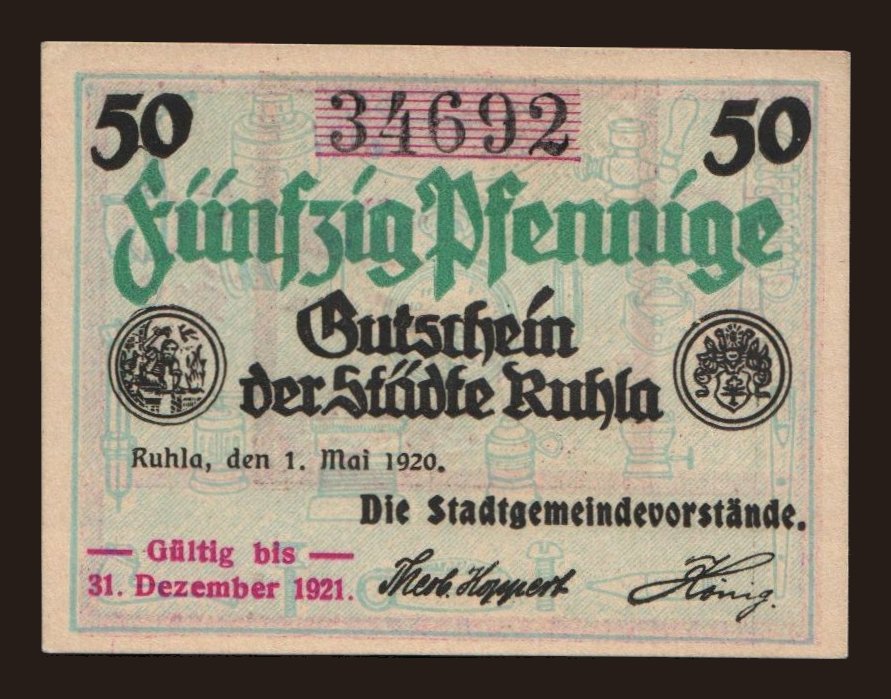 50 34692 50
Fünfzig Pfennige
Gutschein
der Städte Ruhla
Ruhla, den 1. Mai 1920.
Die Stadtgemeindevorstände.
— Gültig bis —
31. Dezember 1921.
Hoppert König.